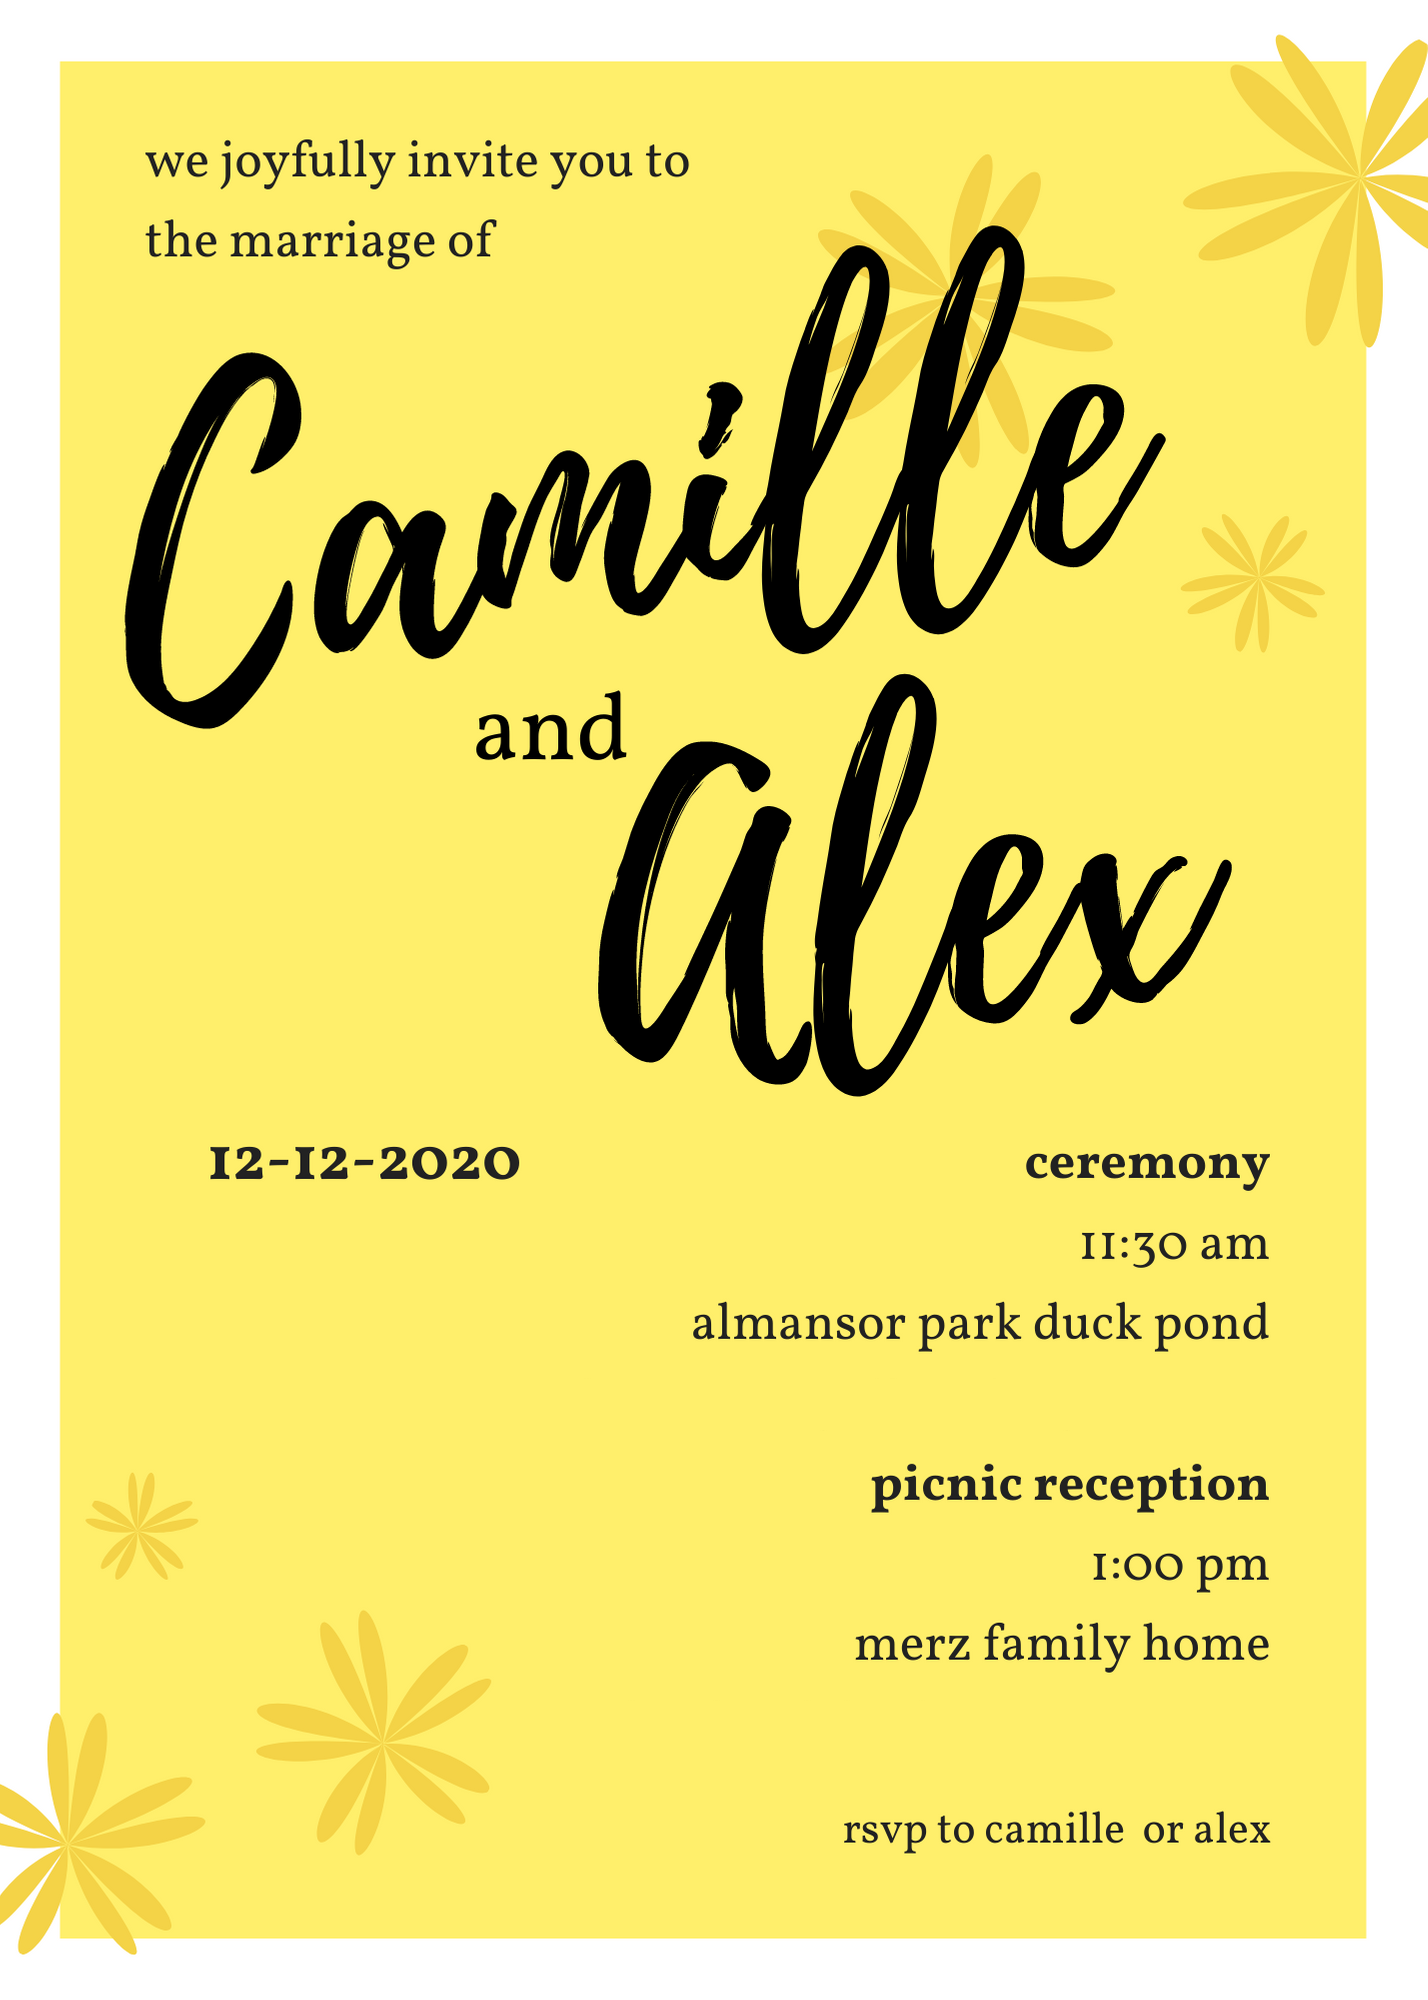 we joyfully invite you to
the marriage of
Camille
and
Alex
12-12-2020
ceremony
11:30 am
almansor park duck pond
picnic reception
1:00 pm
merz family home
rsvp to camille  or alex